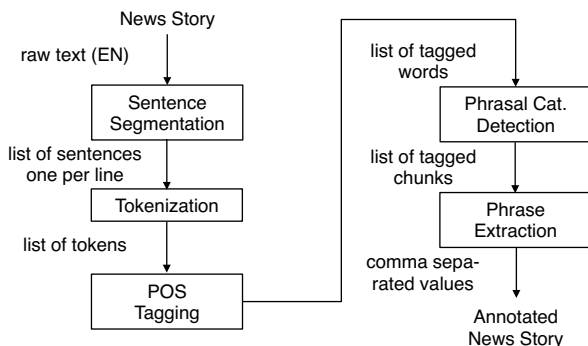 News Story
raw text (EN)
Sentence
Segmentation
list of sentences
one per line
Tokenization
list of tokens
POS
Tagging
list of tagged
words
Phrasal Cat.
Detection
list of tagged
chunks
Phrase
Extraction
comma sepa-
rated values
Annotated
News Story